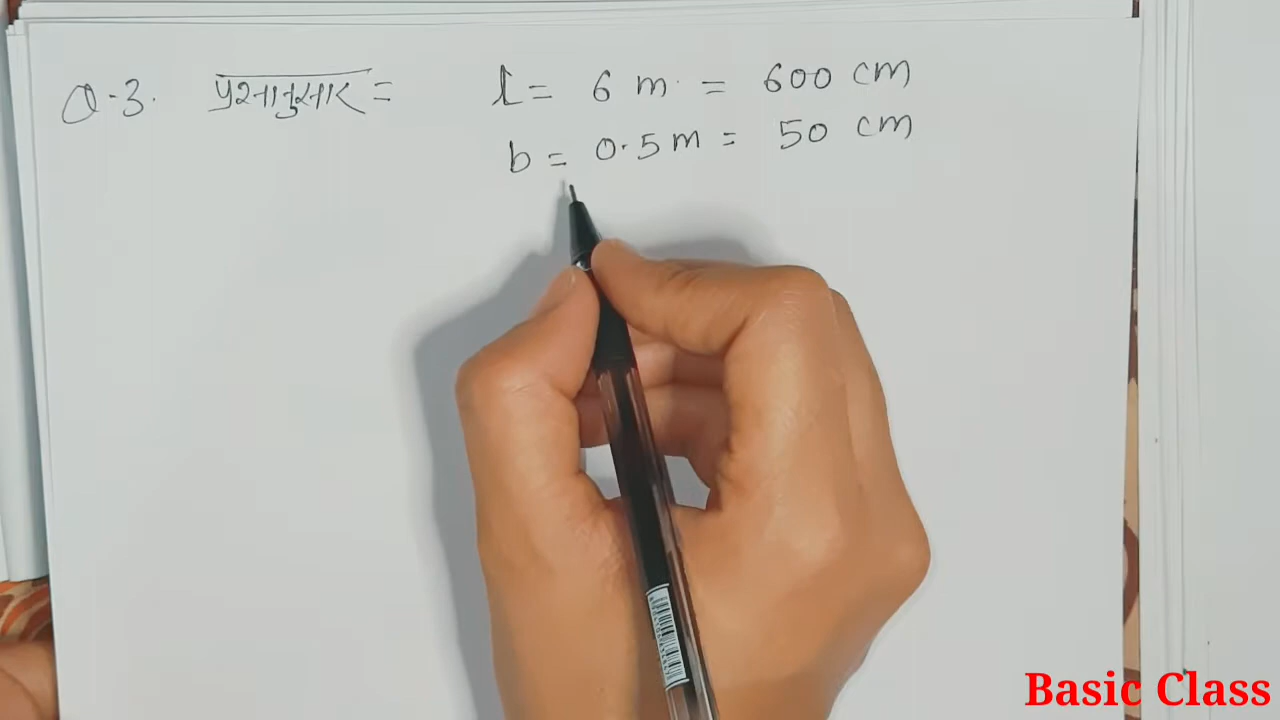 Q-3. प्रश्नानुसार = l = 6 m = 600 cm
b = 0.5 m = 50 cm
Basic Class